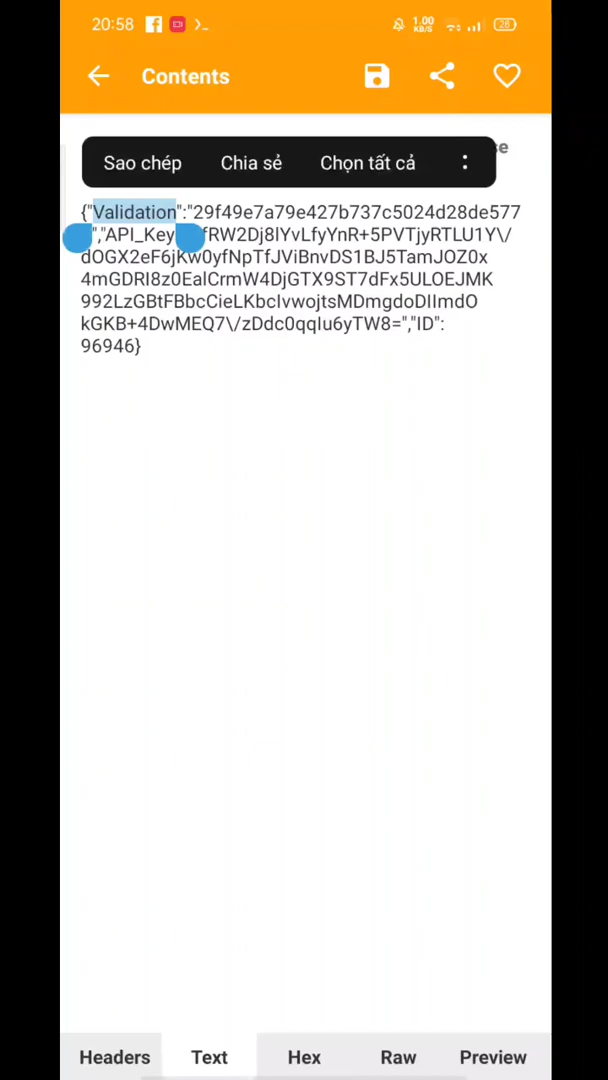 20:58 1.00 KB/S 28
Contents
se
Sao chép Chia sẻ Chọn tất cả
{"Validation":"29f49e7a79e427b737c5024d28de577
","API_Key fRW2Dj8lYvLfyYnR+5PVTjyRTLU1Y\/
dOGX2eF6jKw0yfNpTfJViBnvDS1BJ5TamJOZ0x
4mGDRI8z0EalCrmW4DjGTX9ST7dFx5ULOEJMK
992LzGBtFBbcCieLKbcIvwojtsMDmgdoDIImdO
kGKB+4DwMEQ7\/zDdc0qqIu6yTW8=","ID":
96946}
Headers Text Hex Raw Preview